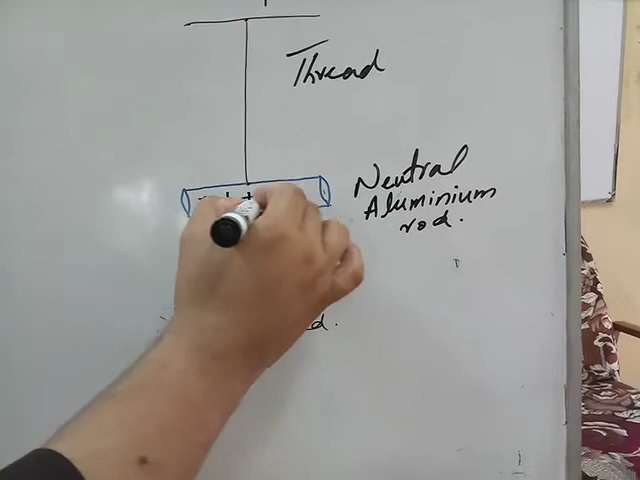 Thread
Neutral
Aluminium
rod.
- + +
d.